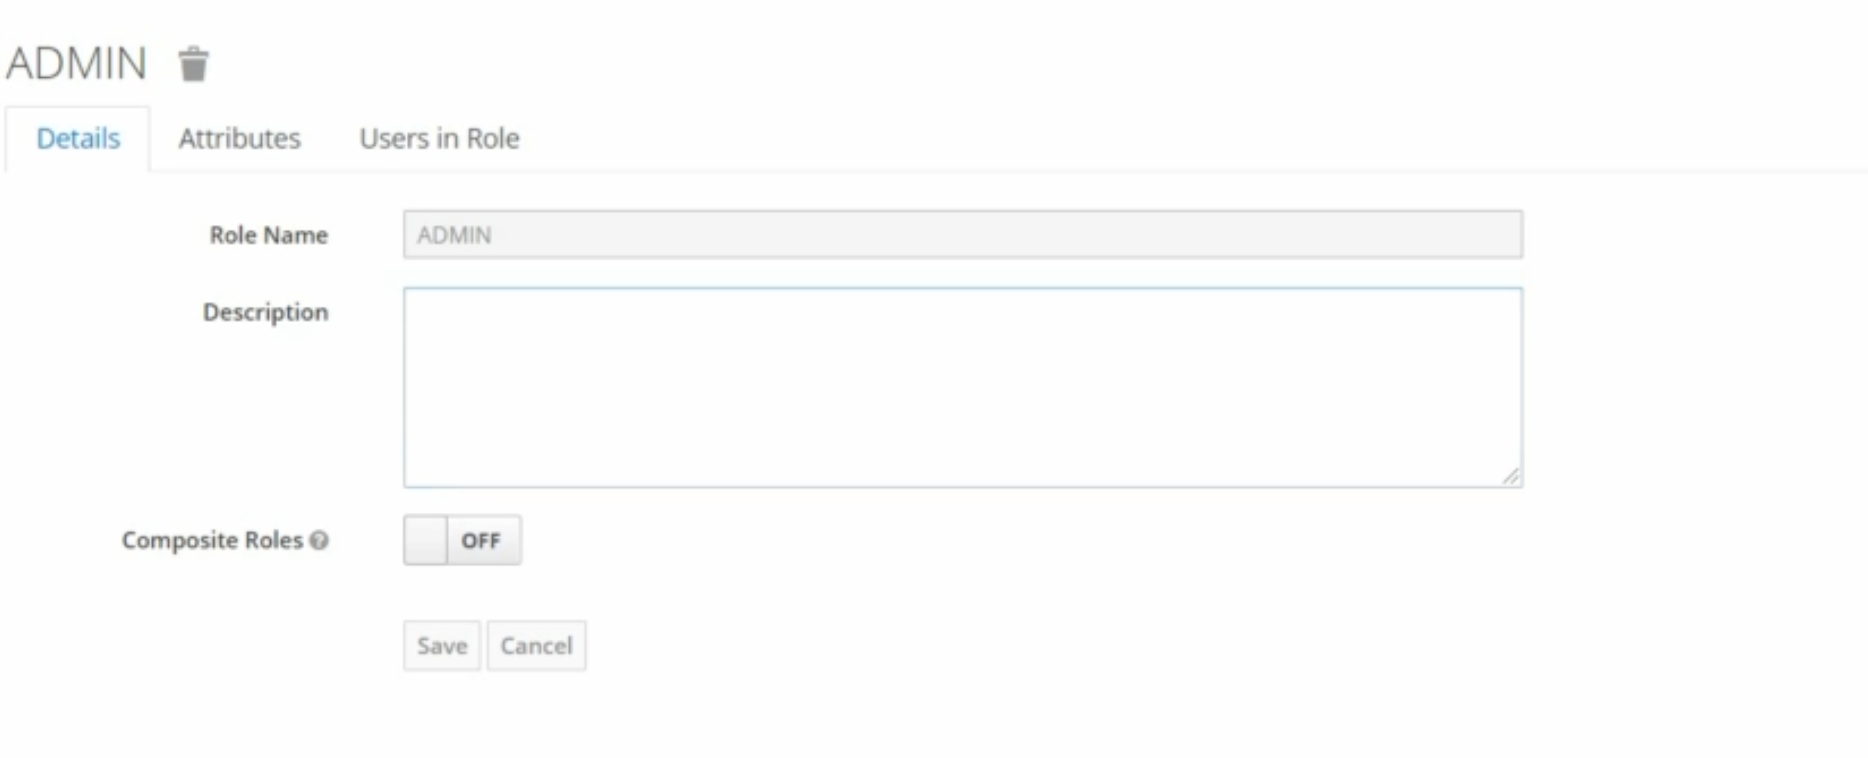 ADMIN
Details Attributes Users in Role
Role Name ADMIN
Description
Composite Roles ? OFF
Save Cancel